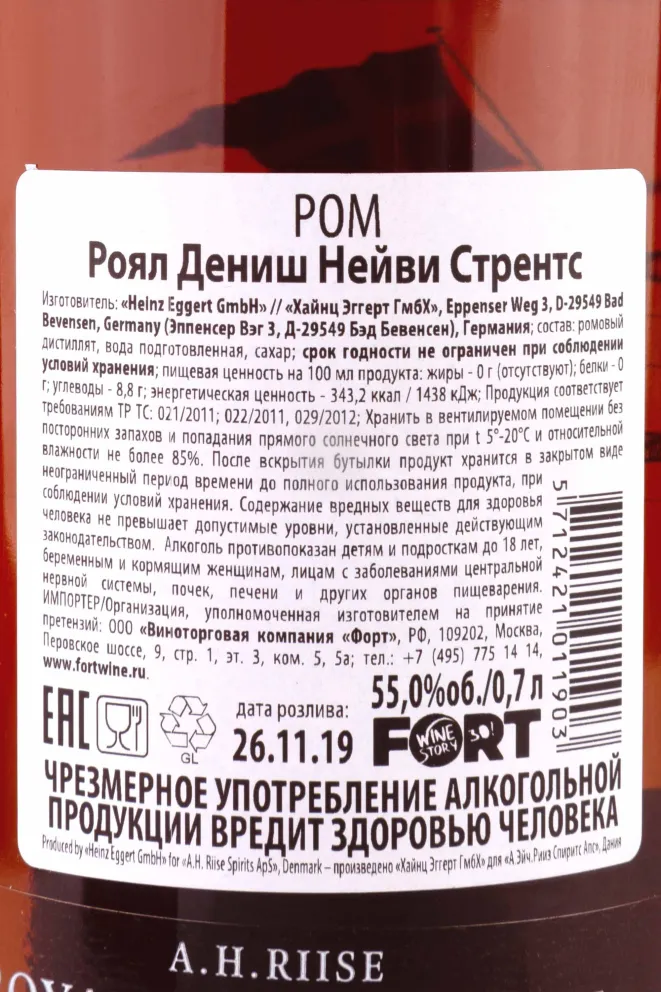 РОМ
Роял Дениш Нейви Стрентс
Изготовитель: «Heinz Eggert GmbH» // «Хайнц Эггерт ГмбХ», Eppenser Weg 3, D-29549 Bad
Bevensen, Germany (Эппенсер Вэг 3, Д-29549 Бэд Бевенсен), Германия; состав: ромовый
дистиллят, вода подготовленная, сахар; срок годности не ограничен при соблюдении
условий хранения; пищевая ценность на 100 мл продукта: жиры - 0 г (отсутствуют); белки - 0
г; углеводы - 8,8 г; энергетическая ценность - 343,2 ккал / 1438 кДж; Продукция соответствует
требованиям ТР ТС: 021/2011; 022/2011, 029/2012; Хранить в вентилируемом помещении без
посторонних запахов и попадания прямого солнечного света при t 5°-20°С и относительной
влажности не более 85%. После вскрытия бутылки продукт хранится в закрытом виде
неограниченный период времени до полного использования продукта, при
соблюдении условий хранения. Содержание вредных веществ для здоровья
человека не превышает допустимые уровни, установленные действующим
законодательством. Алкоголь противопоказан детям и подросткам до 18 лет,
беременным и кормящим женщинам, лицам с заболеваниями центральной
нервной системы, почек, печени и других органов пищеварения.
ИМПОРТЕР/Организация, уполномоченная изготовителем на принятие
претензий: ООО «Виноторговая компания «Форт», РФ, 109202, Москва,
Перовское шоссе, 9, стр. 1, эт. 3, ком. 5, 5а; тел.: +7 (495) 775 14 14,
www.fortwine.ru.
5 712421 011903
55,0%об./0,7 л
EAC
GL
дата розлива:
26.11.19
FORT
WINE
STORY
30!
ЧРЕЗМЕРНОЕ УПОТРЕБЛЕНИЕ АЛКОГОЛЬНОЙ
ПРОДУКЦИИ ВРЕДИТ ЗДОРОВЬЮ ЧЕЛОВЕКА
Produced by «Heinz Eggert GmbH» for «A.H. Riise Spirits ApS», Denmark – произведено «Хайнц Эггерт ГмбХ» для «А.Эйч.Рииз Спиритс Апс», Дания
A.H.RIISE